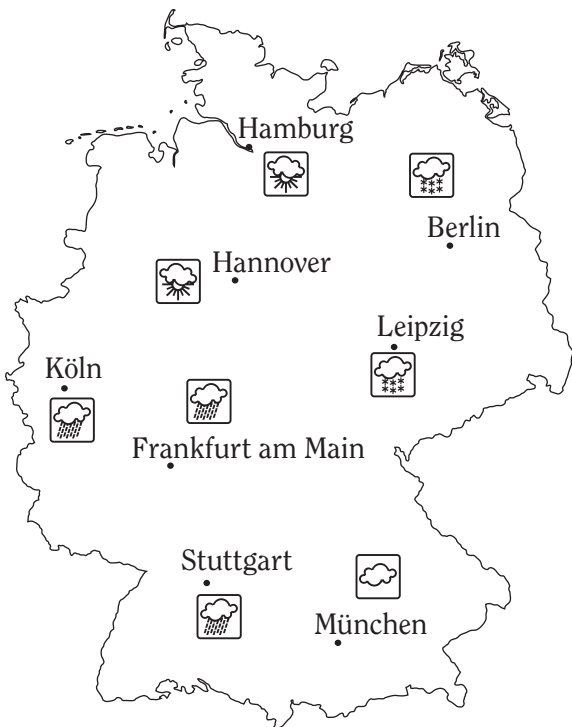 Hamburg
Berlin
Hannover
Leipzig
Köln
Frankfurt am Main
Stuttgart
München